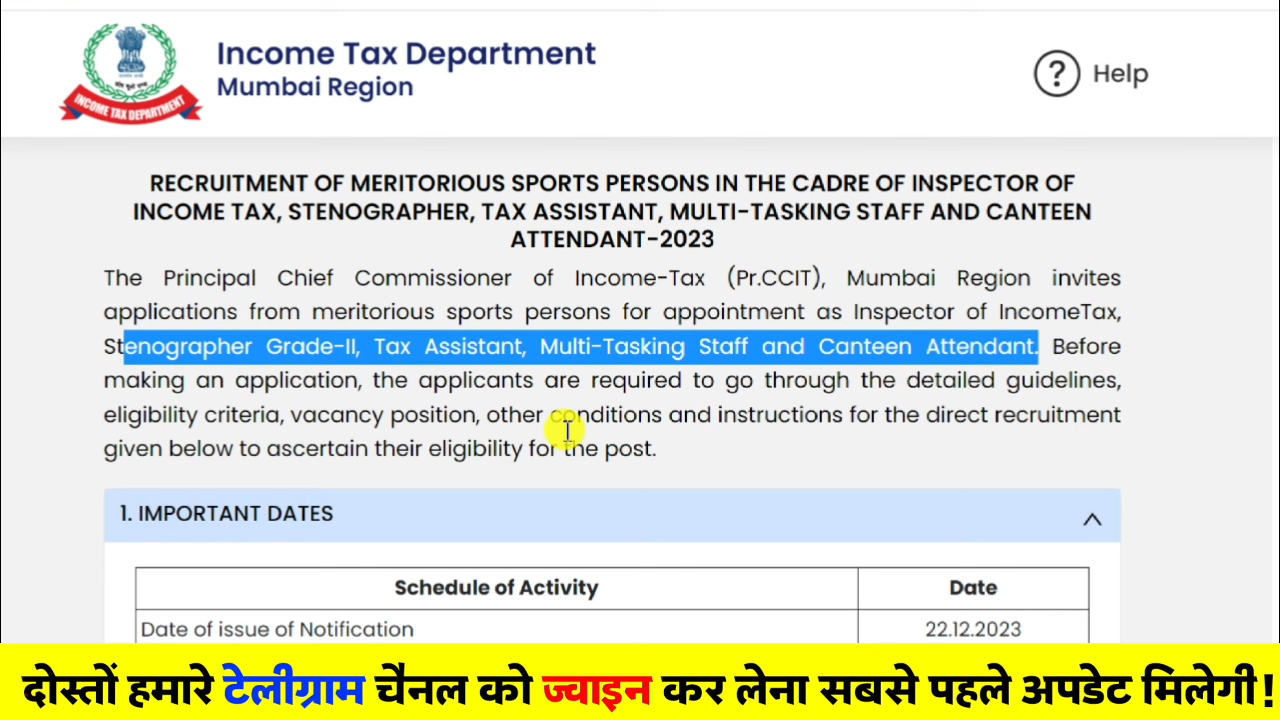 Income Tax Department
Mumbai Region
INCOME TAX DEPARTMENT
? Help
RECRUITMENT OF MERITORIOUS SPORTS PERSONS IN THE CADRE OF INSPECTOR OF
INCOME TAX, STENOGRAPHER, TAX ASSISTANT, MULTI-TASKING STAFF AND CANTEEN
ATTENDANT-2023
The Principal Chief Commissioner of Income-Tax (Pr.CCIT), Mumbai Region invites
applications from meritorious sports persons for appointment as Inspector of IncomeTax,
Stenographer Grade-II, Tax Assistant, Multi-Tasking Staff and Canteen Attendant. Before
making an application, the applicants are required to go through the detailed guidelines,
eligibility criteria, vacancy position, other conditions and instructions for the direct recruitment
given below to ascertain their eligibility for the post.
1. IMPORTANT DATES
Schedule of Activity Date
Date of issue of Notification 22.12.2023
दोस्तों हमारे टेलीग्राम चैनल को ज्वाइन कर लेना सबसे पहले अपडेट मिलेगी!